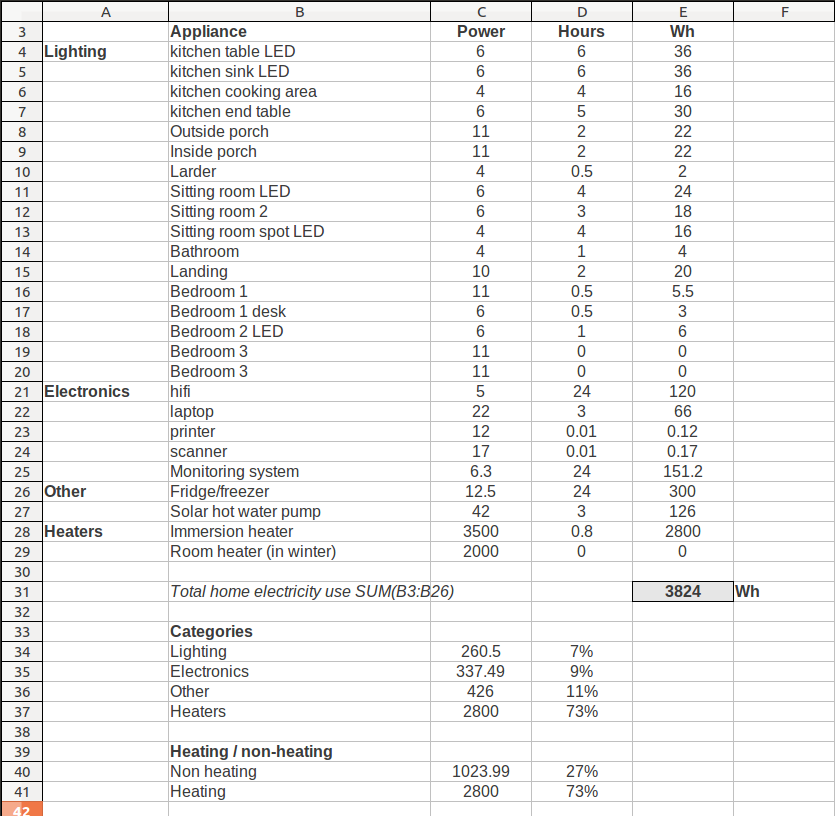 A B C D E F
3 Appliance Power Hours Wh
4 Lighting kitchen table LED 6 6 36
5 kitchen sink LED 6 6 36
6 kitchen cooking area 4 4 16
7 kitchen end table 6 5 30
8 Outside porch 11 2 22
9 Inside porch 11 2 22
10 Larder 4 0.5 2
11 Sitting room LED 6 4 24
12 Sitting room 2 6 3 18
13 Sitting room spot LED 4 4 16
14 Bathroom 4 1 4
15 Landing 10 2 20
16 Bedroom 1 11 0.5 5.5
17 Bedroom 1 desk 6 0.5 3
18 Bedroom 2 LED 6 1 6
19 Bedroom 3 11 0 0
20 Bedroom 3 11 0 0
21 Electronics hifi 5 24 120
22 laptop 22 3 66
23 printer 12 0.01 0.12
24 scanner 17 0.01 0.17
25 Monitoring system 6.3 24 151.2
26 Other Fridge/freezer 12.5 24 300
27 Solar hot water pump 42 3 126
28 Heaters Immersion heater 3500 0.8 2800
29 Room heater (in winter) 2000 0 0
30
31 Total home electricity use SUM(B3:B26) 3824 Wh
32
33 Categories
34 Lighting 260.5 7%
35 Electronics 337.49 9%
36 Other 426 11%
37 Heaters 2800 73%
38
39 Heating / non-heating
40 Non heating 1023.99 27%
41 Heating 2800 73%
42